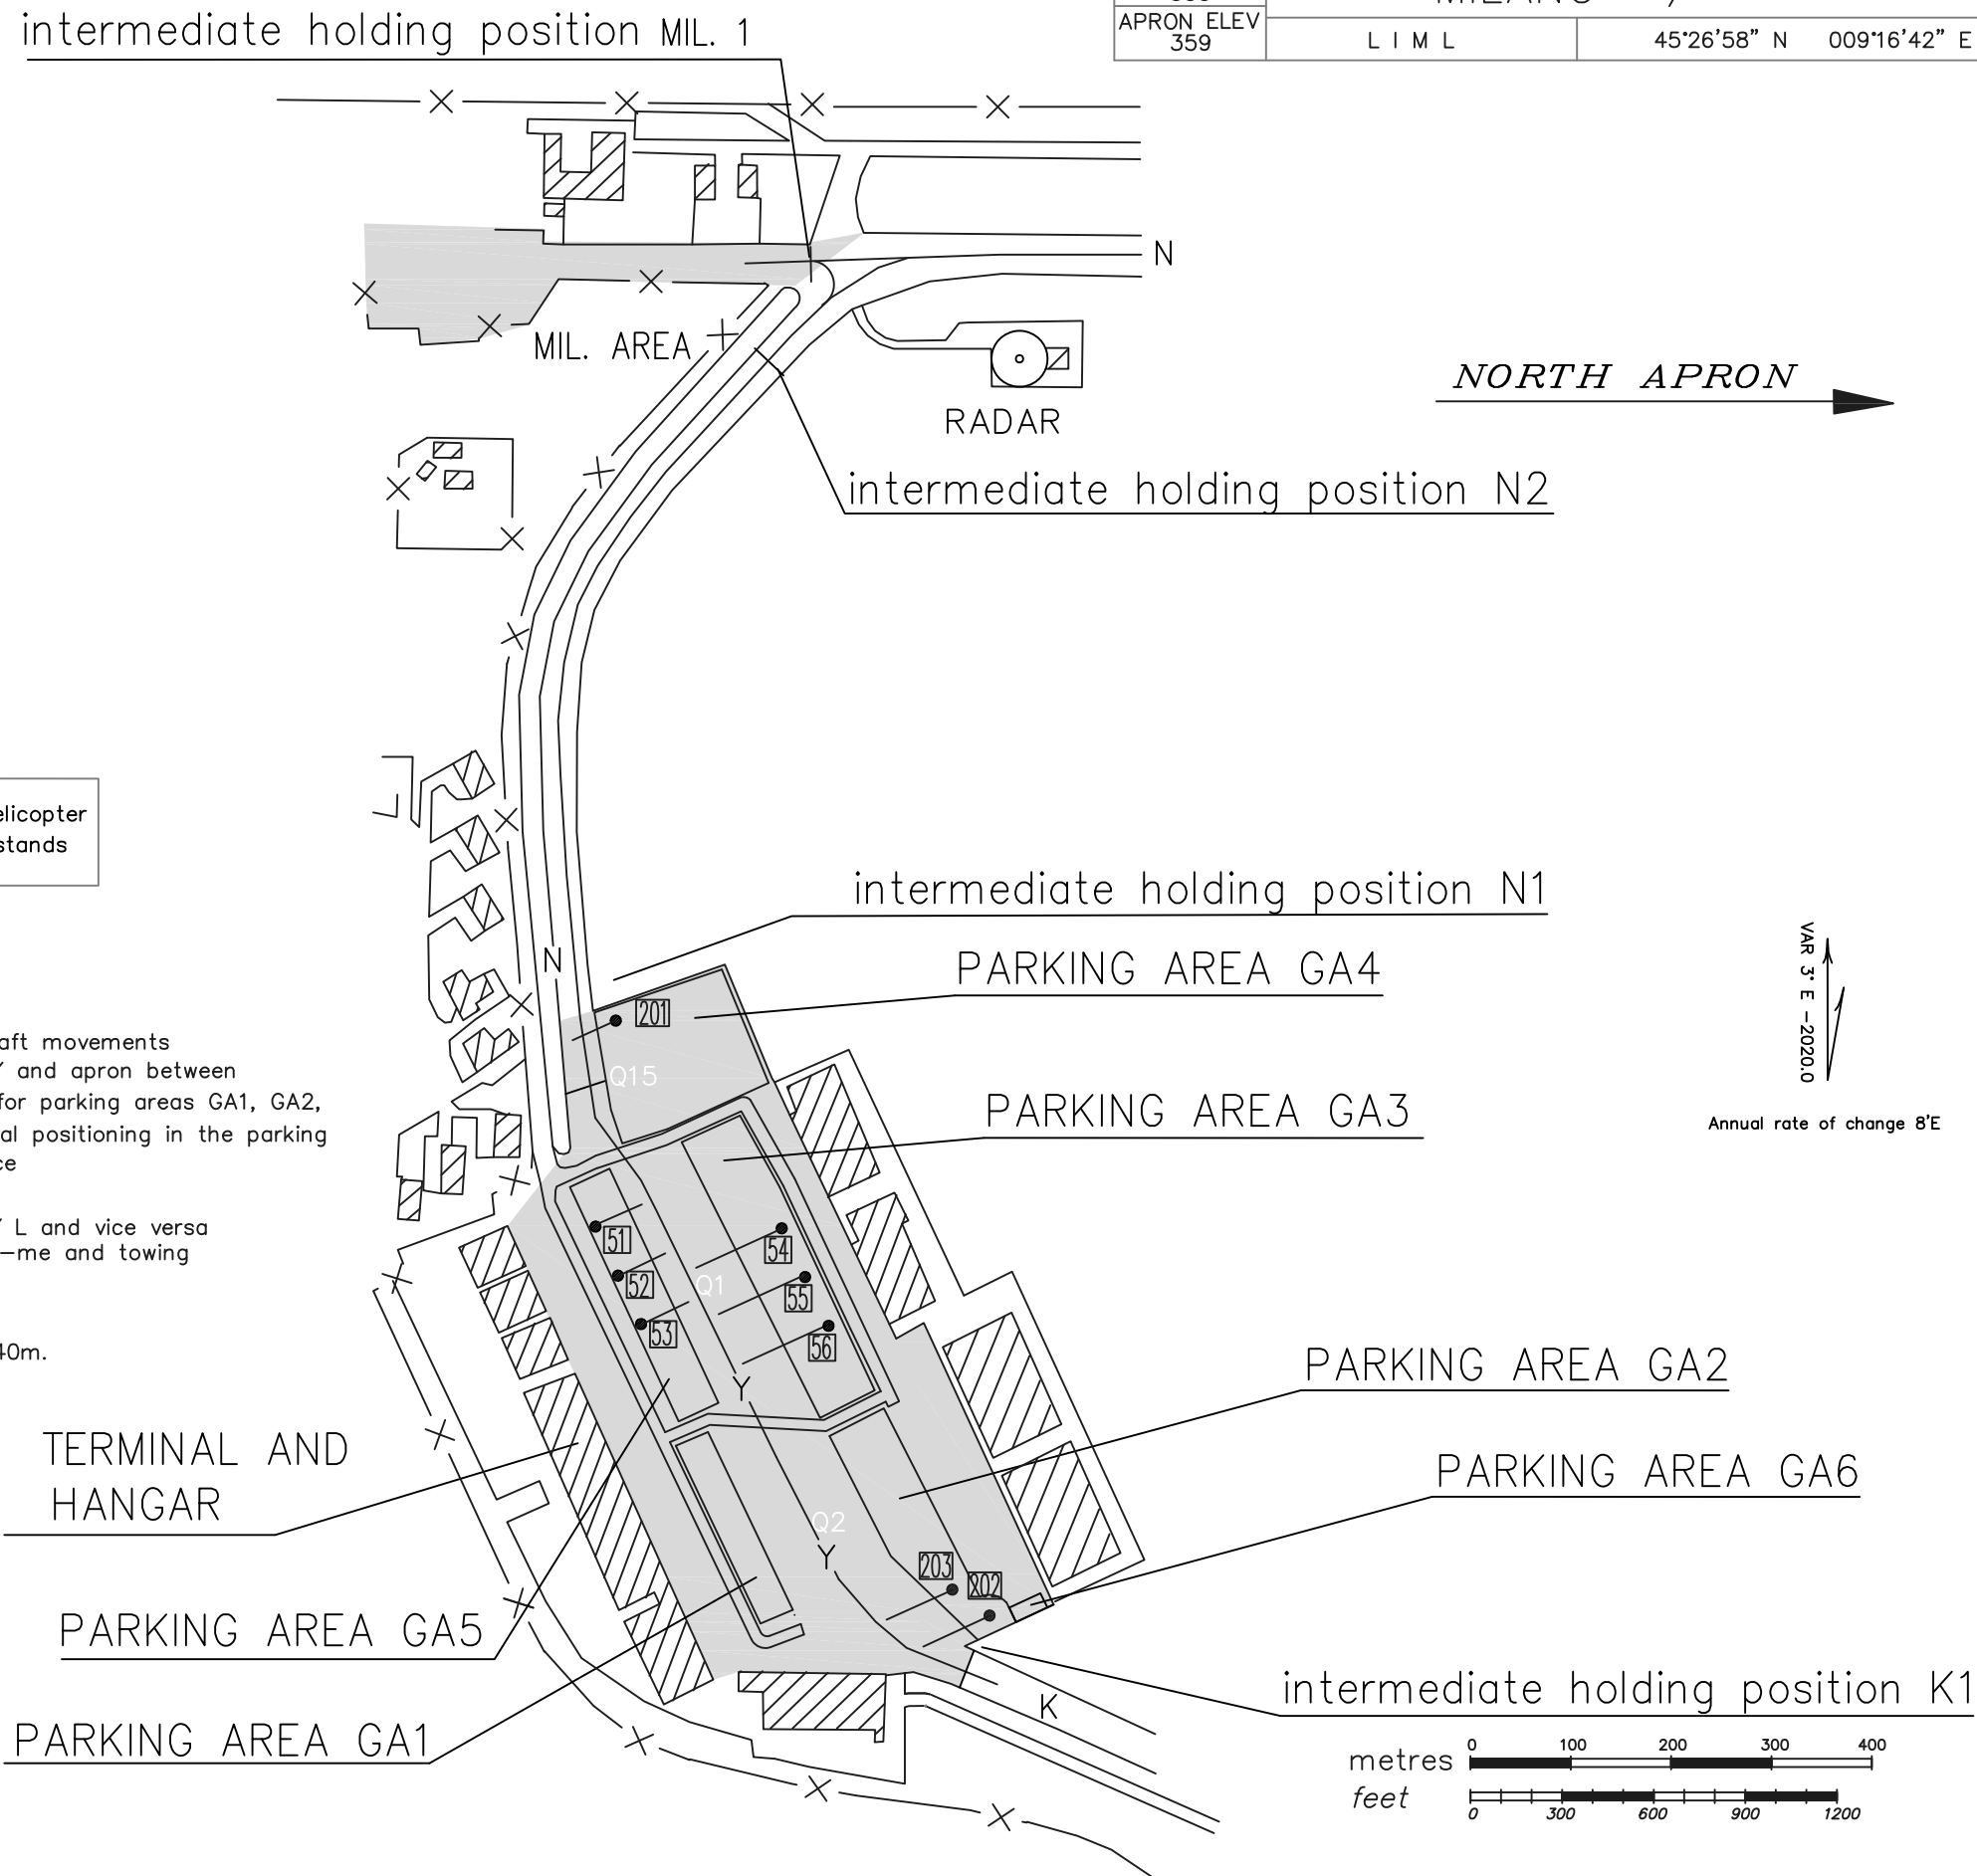 intermediate holding position MIL. 1
MILANO
APRON ELEV
359
L I M L
45°26'58" N 009°16'42" E
N
MIL. AREA
RADAR
NORTH APRON
intermediate holding position N2
elicopter
stands
intermediate holding position N1
N
PARKING AREA GA4
201
VAR 3° E -2020.0
Annual rate of change 8'E
aft movements
Y and apron between
for parking areas GA1, GA2,
al positioning in the parking
ce
Q15
PARKING AREA GA3
Y L and vice versa
-me and towing
51
54
52
Q1
55
53
56
40m.
Y
PARKING AREA GA2
TERMINAL AND
HANGAR
PARKING AREA GA6
Q2
Y
203
202
PARKING AREA GA5
intermediate holding position K1
K
PARKING AREA GA1
metres
0 100 200 300 400
feet
0 300 600 900 1200